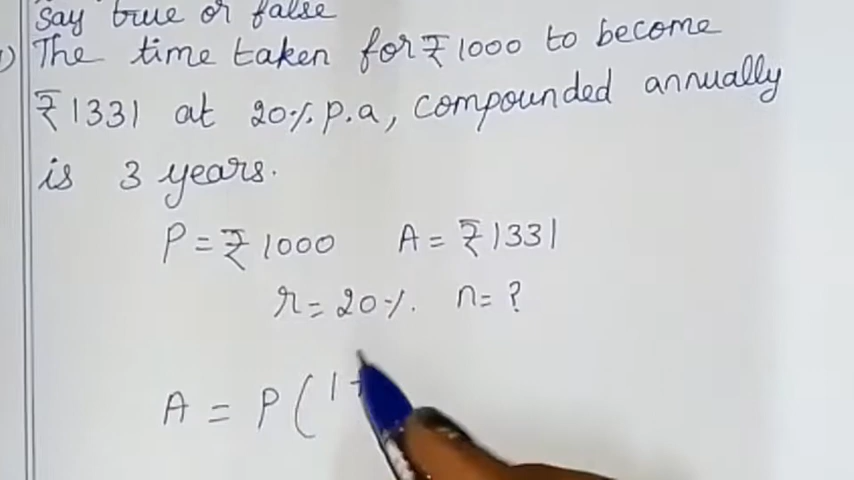 Say true or false
1) The time taken for ₹1000 to become
₹1331 at 20% p.a, compounded annually
is 3 years.
P = ₹1000 A = ₹1331
r = 20% n = ?
A = P ( 1 +